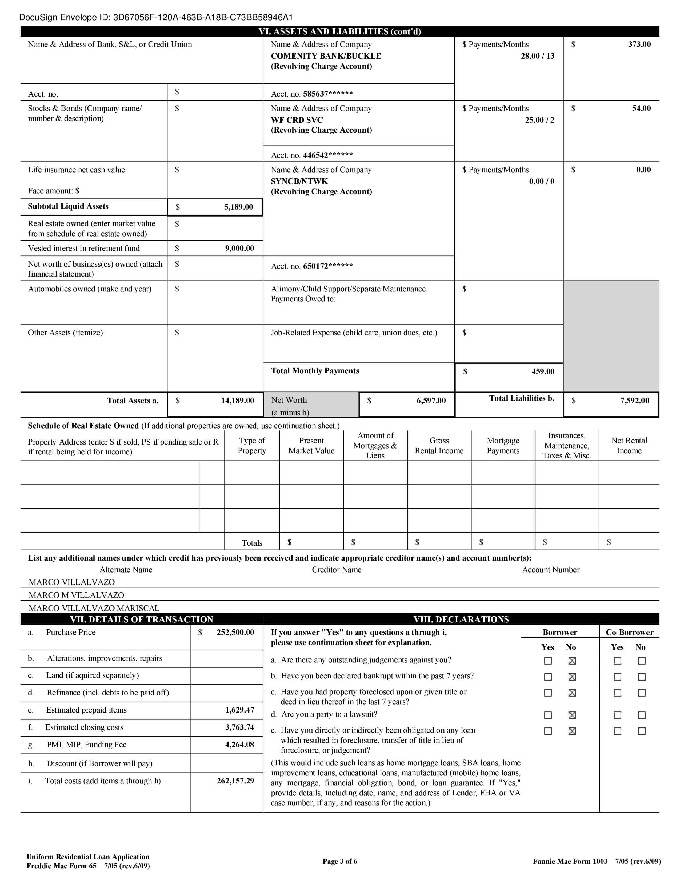 DocuSign Envelope ID: 3D67056F-120A-463B-A18B-C73BB58946A1
VI. ASSETS AND LIABILITIES (cont'd)
Name & Address of Bank, S&L, or Credit Union
Acct. no.
$
Name & Address of Company
COMENITY BANK/BUCKLE
(Revolving Charge Account)
Acct. no. 585637******
$ Payments/Months
28.00 / 13
$ 373.00
Stocks & Bonds (Company name/
number & description)
$
Name & Address of Company
WF CRD SVC
(Revolving Charge Account)
Acct. no. 446542******
$ Payments/Months
25.00 / 2
$ 54.00
Life insurance net cash value
Face amount: $
$
Name & Address of Company
SYNCB/NTWK
(Revolving Charge Account)
$ Payments/Months
0.00 / 0
$ 0.00
Subtotal Liquid Assets $ 5,189.00
Real estate owned (enter market value
from schedule of real estate owned)
$
Vested interest in retirement fund $ 9,000.00
Net worth of business(es) owned (attach
financial statement)
$
Acct. no. 650172******
Automobiles owned (make and year) $
Alimony/Child Support/Separate Maintenance
Payments Owed to:
$
Other Assets (itemize) $
Job-Related Expense (child care, union dues, etc.) $
Total Monthly Payments $ 459.00
Total Assets a. $ 14,189.00
Net Worth
(a minus b)
$ 6,597.00
Total Liabilities b. $ 7,592.00
Schedule of Real Estate Owned (If additional properties are owned, use continuation sheet.)
Property Address (enter S if sold, PS if pending sale or R
if rental being held for income)
Type of
Property
Present
Market Value
Amount of
Mortgages &
Liens
Gross
Rental Income
Mortgage
Payments
Insurances,
Maintenance,
Taxes & Misc.
Net Rental
Income
Totals $ $ $ $ $ $
List any additional names under which credit has previously been received and indicate appropriate creditor name(s) and account number(s):
Alternate Name Creditor Name Account Number
MARCO VILLALVAZO
MARCO M VILLALVAZO
MARCO VILLALVAZO MARISCAL
VII. DETAILS OF TRANSACTION
a. Purchase Price $ 252,500.00
b. Alterations, improvements, repairs
c. Land (if aquired separately)
d. Refinance (incl. debts to be paid off)
e. Estimated prepaid items 1,629.47
f. Estimated closing costs 3,763.74
g PMI, MIP, Funding Fee 4,264.08
h. Discount (if Borrower will pay)
i. Total costs (add items a through h) 262,157.29
VIII. DECLARATIONS
If you answer "Yes" to any questions a through i,
please use continuation sheet for explanation.
Borrower Co-Borrower
Yes No Yes No
a. Are there any outstanding judgements against you? ☐ ☒ ☐ ☐
b. Have you been declared bankrupt within the past 7 years? ☐ ☒ ☐ ☐
c. Have you had property foreclosed upon or given title or
deed in lieu thereof in the last 7 years?
☐ ☒ ☐ ☐
d. Are you a party to a lawsuit? ☐ ☒ ☐ ☐
e. Have you directly or indirectly been obligated on any loan
which resulted in foreclosure, transfer of title in lieu of
foreclosure, or judgement?
☐ ☒ ☐ ☐
(This would include such loans as home mortgage loans, SBA loans, home
improvement loans, educational loans, manufactured (mobile) home loans,
any mortgage, financial obligation, bond, or loan guarantee. If "Yes,"
provide details, including date, name, and address of Lender, FHA or VA
case number, if any, and reasons for the action.)
Uniform Residential Loan Application
Freddie Mac Form 65 7/05 (rev.6/09)
Page 3 of 6
Fannie Mae Form 1003 7/05 (rev.6/09)